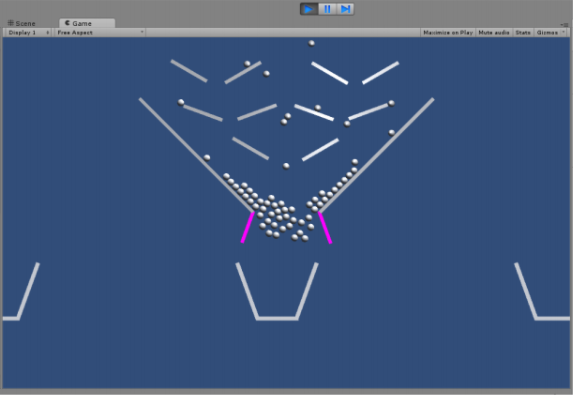 Scene Game
Display 1 Free Aspect Maximize on Play Mute audio Stats Gizmos